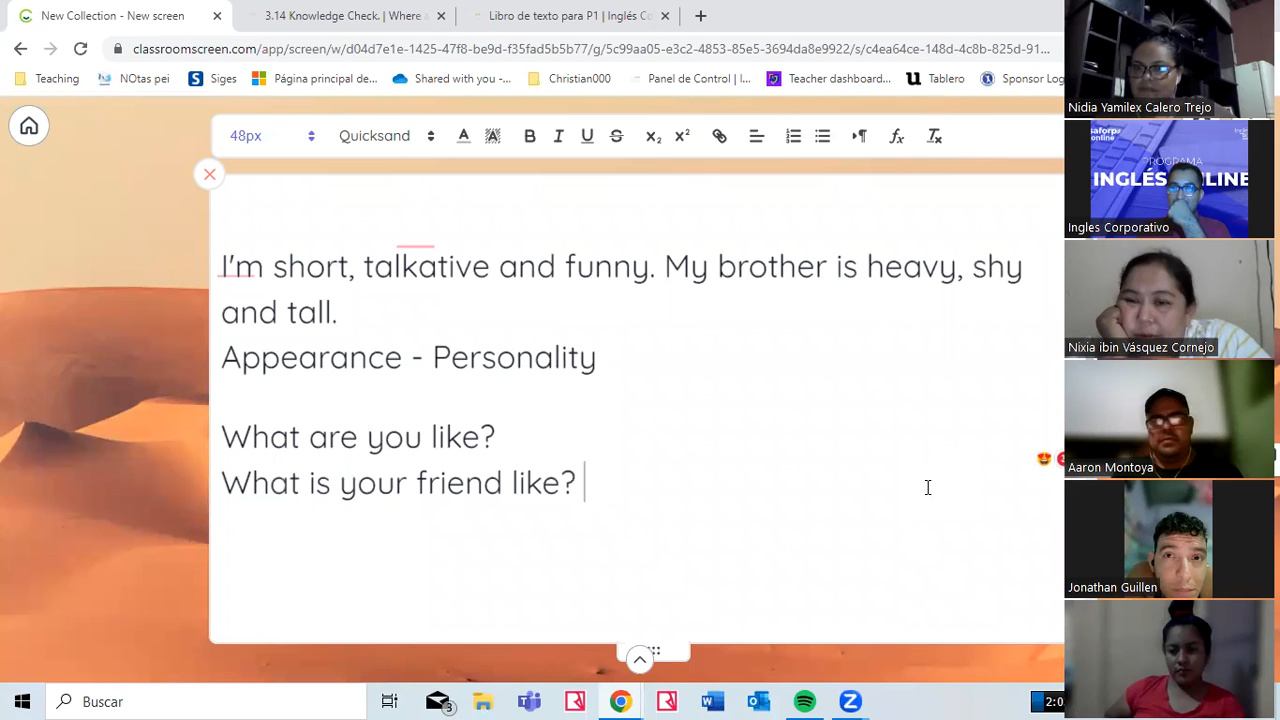 New Collection - New screen
3.14 Knowledge Check. | Where a
Libro de texto para P1 | Inglés Co
classroomscreen.com/app/screen/w/d04d7e1e-1425-47f8-be9d-f35fad5b5b77/g/5c99aa05-e3c2-4853-85c5-3694da8e9922/s/c4ea64ce-148d-4c8b-825d-91...
Teaching
NOtas pei
Siges
Página principal de...
Shared with you -...
Christian000
Panel de Control | I...
Teacher dashboard...
Tablero
Sponsor Log
48px
Quicksand
I'm short, talkative and funny. My brother is heavy, shy
and tall.
Appearance - Personality
What are you like?
What is your friend like?
Nidia Yamilex Calero Trejo
PROGRAMA
INGLÉS
Ingles Corporativo
Nixia ibin Vásquez Cornejo
Aaron Montoya
Jonathan Guillen
Buscar
3